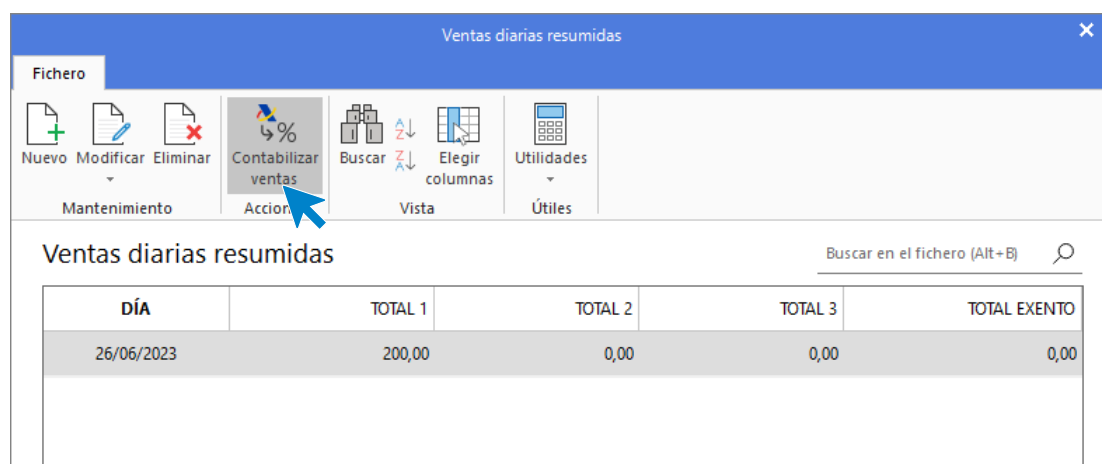 Ventas diarias resumidas
Fichero
Nuevo Modificar Eliminar
Contabilizar
ventas
Buscar
Elegir
columnas
Utilidades
Mantenimiento
Vista
Útiles
Ventas diarias resumidas
Buscar en el fichero (Alt+B)
DÍA TOTAL 1 TOTAL 2 TOTAL 3 TOTAL EXENTO
26/06/2023 200,00 0,00 0,00 0,00